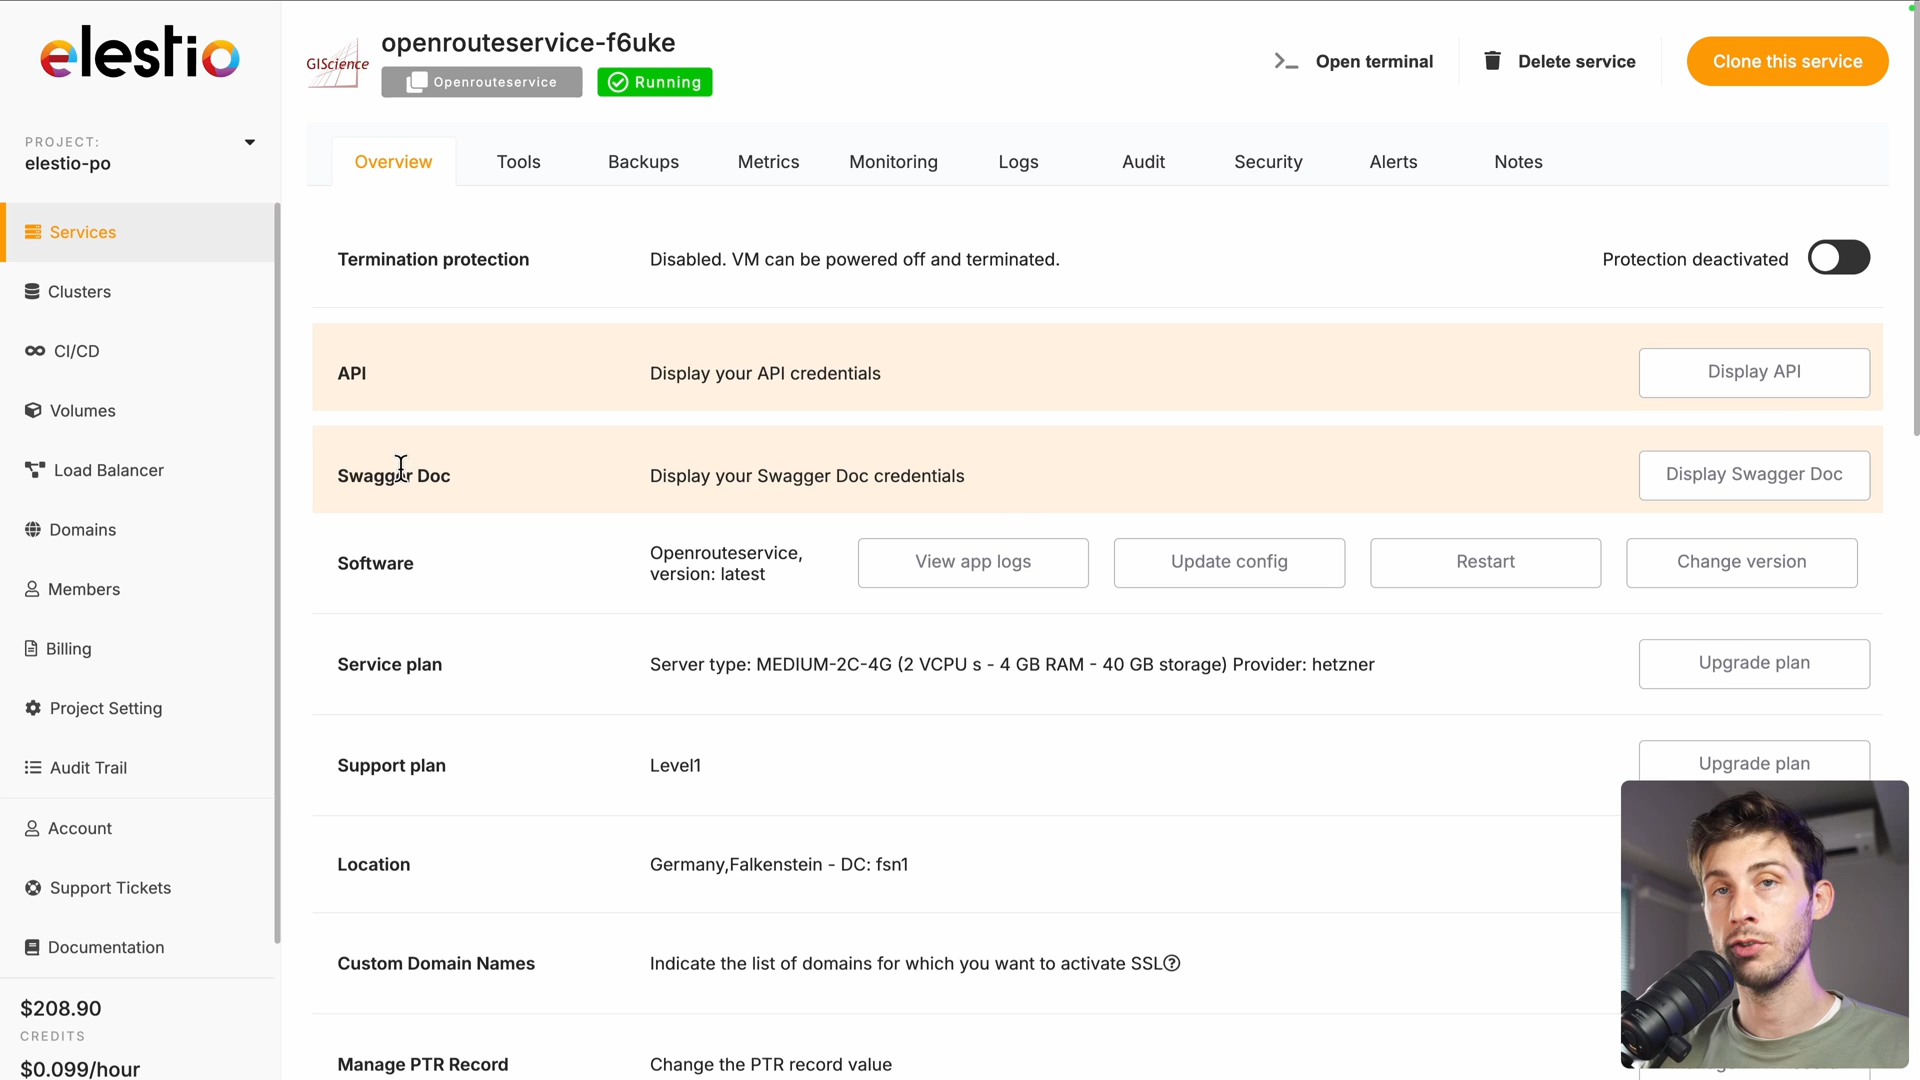 elestio
GIScience
openrouteservice-f6uke
Openrouteservice
Running
Open terminal
Delete service
Clone this service
PROJECT:
elestio-po
Overview
Tools
Backups
Metrics
Monitoring
Logs
Audit
Security
Alerts
Notes
Services
Clusters
CI/CD
Volumes
Load Balancer
Domains
Members
Billing
Project Setting
Audit Trail
Account
Support Tickets
Documentation
$208.90
CREDITS
$0.099/hour
Termination protection
Disabled. VM can be powered off and terminated.
Protection deactivated
API
Display your API credentials
Display API
Swagger Doc
Display your Swagger Doc credentials
Display Swagger Doc
Software
Openrouteservice,
version: latest
View app logs
Update config
Restart
Change version
Service plan
Server type: MEDIUM-2C-4G (2 VCPU s - 4 GB RAM - 40 GB storage) Provider: hetzner
Upgrade plan
Support plan
Level1
Upgrade plan
Location
Germany,Falkenstein - DC: fsn1
Custom Domain Names
Indicate the list of domains for which you want to activate SSL
Manage PTR Record
Change the PTR record value